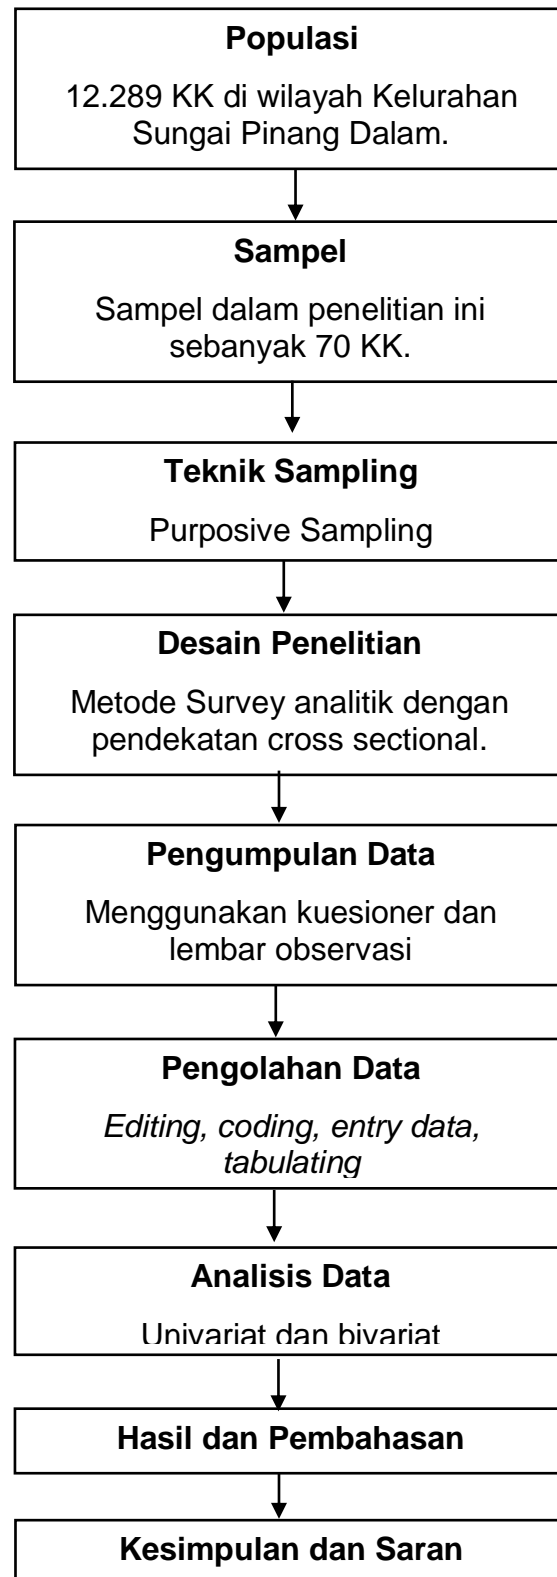 Populasi
12.289 KK di wilayah Kelurahan
Sungai Pinang Dalam.
Sampel
Sampel dalam penelitian ini
sebanyak 70 KK.
Teknik Sampling
Purposive Sampling
Desain Penelitian
Metode Survey analitik dengan
pendekatan cross sectional.
Pengumpulan Data
Menggunakan kuesioner dan
lembar observasi
Pengolahan Data
Editing, coding, entry data,
tabulating
Analisis Data
Univariat dan bivariat
Hasil dan Pembahasan
Kesimpulan dan Saran